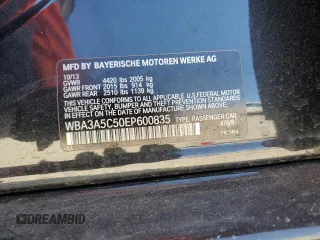 MFD BY BAYERISCHE MOTOREN WERKE AG
10/13
GVWR 4420 lbs 2005 kg
GAWR FRONT 2015 lbs 914 kg
GAWR REAR 2510 lbs 1139 kg
THIS VEHICLE CONFORMS TO ALL APPLICABLE U.S. FEDERAL MOTOR
VEHICLE SAFETY, BUMPER, AND THEFT PREVENTION STANDARDS IN
EFFECT ON THE DATE OF MANUFACTURE SHOWN ABOVE.
WBA3A5C50EP600835 TYPE: PASSENGER CAR
DREAMBID